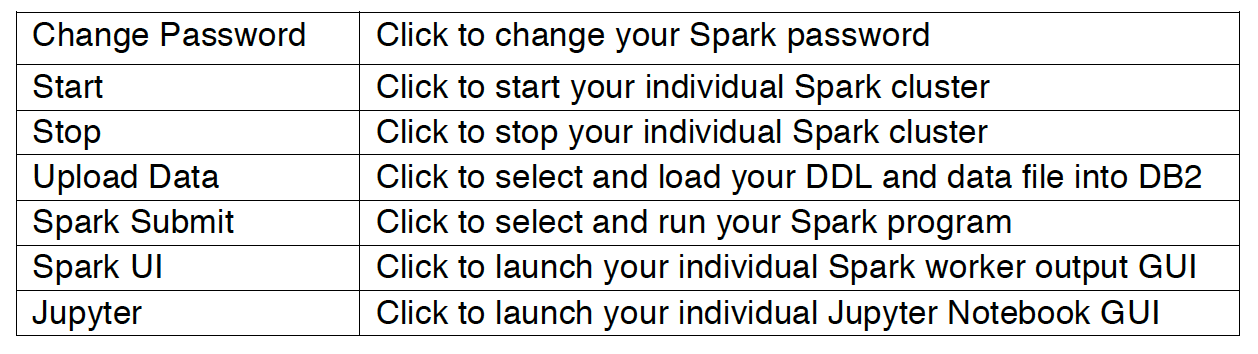 Change Password Click to change your Spark password
Start Click to start your individual Spark cluster
Stop Click to stop your individual Spark cluster
Upload Data Click to select and load your DDL and data file into DB2
Spark Submit Click to select and run your Spark program
Spark UI Click to launch your individual Spark worker output GUI
Jupyter Click to launch your individual Jupyter Notebook GUI